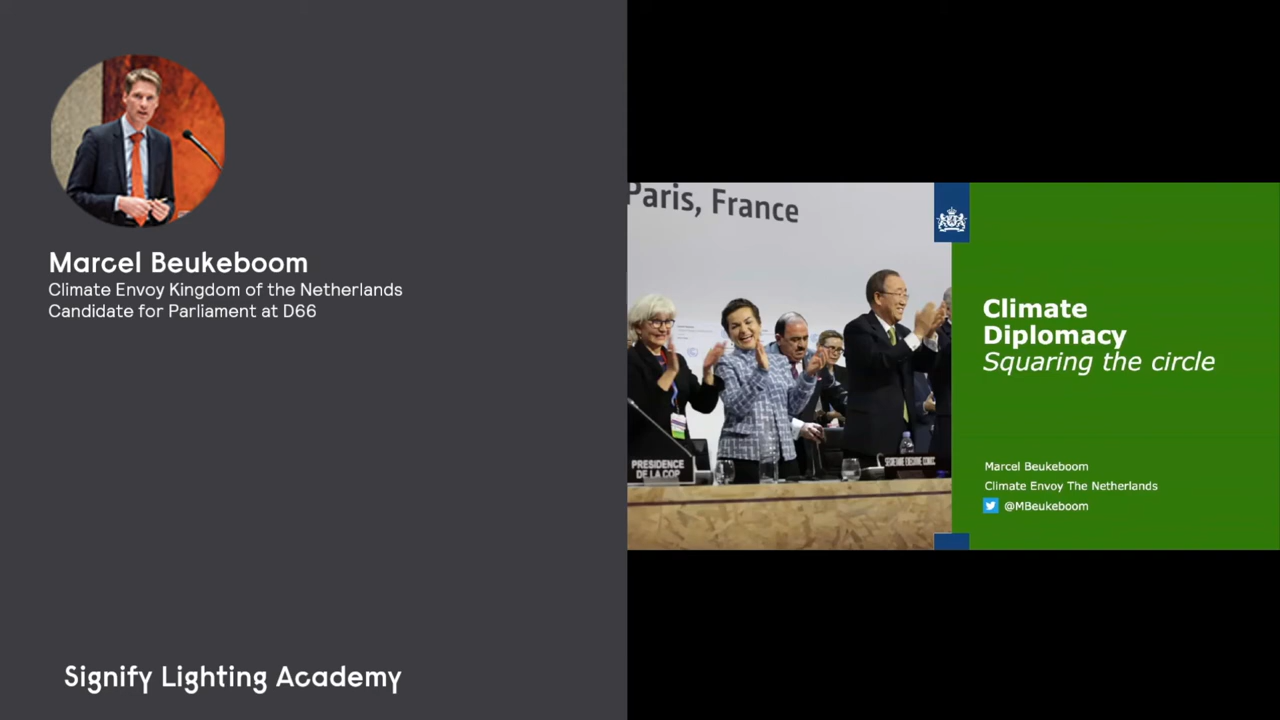 Marcel Beukeboom
Climate Envoy Kingdom of the Netherlands
Candidate for Parliament at D66
Signify Lighting Academy
Paris, France
PRESIDENCE
DE LA COP
Climate
Diplomacy
Squaring the circle
Marcel Beukeboom
Climate Envoy The Netherlands
@MBeukeboom